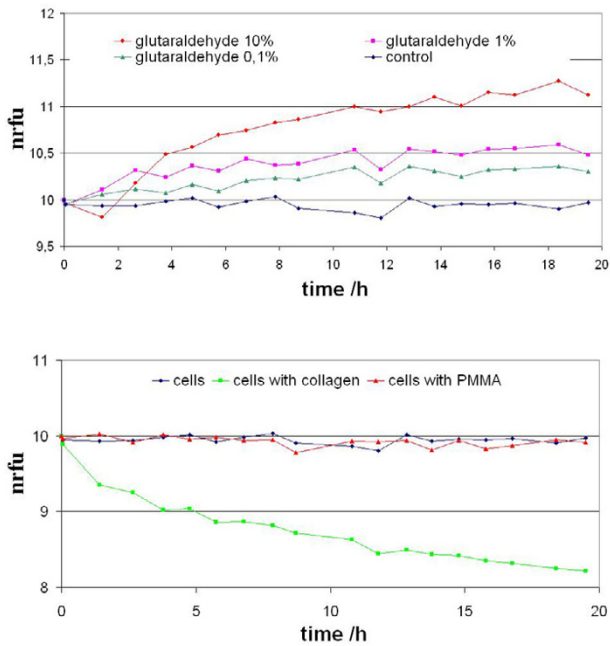 glutaraldehyde 10% glutaraldehyde 1%
glutaraldehyde 0,1% control
nrfu
12
11,5
11
10,5
10
9,5
0 2 4 6 8 10 12 14 16 18 20
time /h
cells cells with collagen cells with PMMA
nrfu
11
10
9
8
0 5 10 15 20
time /h